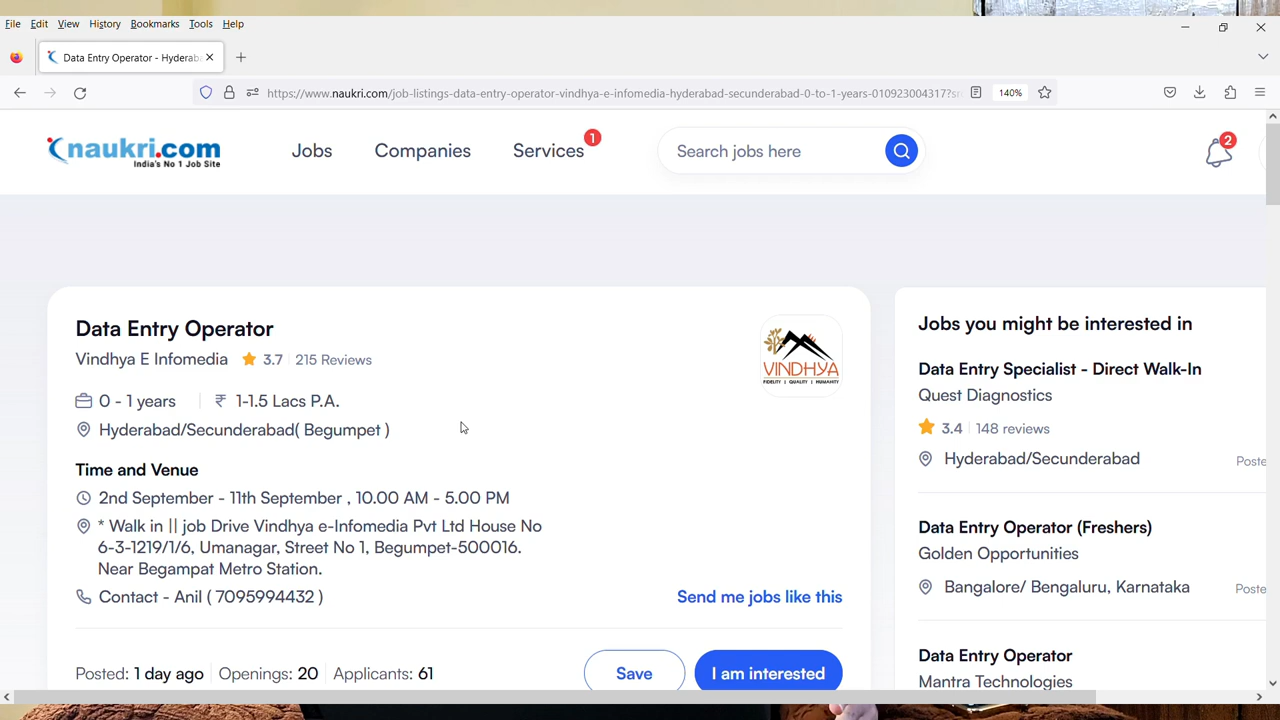 File Edit View History Bookmarks Tools Help
Data Entry Operator - Hyderab
https://www.naukri.com/job-listings-data-entry-operator-vindhya-e-infomedia-hyderabad-secunderabad-0-to-1-years-010923004317?sr
140%
naukri.com
India's No 1 Job Site
Jobs Companies Services 1
Search jobs here
2
Data Entry Operator
Vindhya E Infomedia 3.7 215 Reviews
VINDHYA
FIDELITY | QUALITY | HUMANITY
0 - 1 years ₹ 1-1.5 Lacs P.A.
Hyderabad/Secunderabad( Begumpet )
Time and Venue
2nd September - 11th September , 10.00 AM - 5.00 PM
* Walk in || job Drive Vindhya e-Infomedia Pvt Ltd House No
6-3-1219/1/6, Umanagar, Street No 1, Begumpet-500016.
Near Begampat Metro Station.
Contact - Anil ( 7095994432 )
Send me jobs like this
Posted: 1 day ago Openings: 20 Applicants: 61
Save I am interested
Jobs you might be interested in
Data Entry Specialist - Direct Walk-In
Quest Diagnostics
3.4 148 reviews
Hyderabad/Secunderabad Poste
Data Entry Operator (Freshers)
Golden Opportunities
Bangalore/ Bengaluru, Karnataka Poste
Data Entry Operator
Mantra Technologies